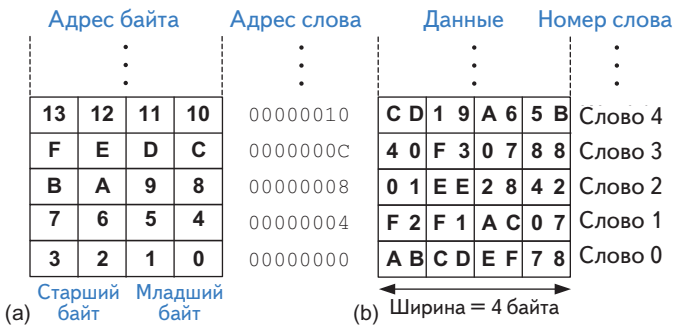 Адрес байта Адрес слова Данные Номер слова
13 12 11 10 00000010 C D 1 9 A 6 5 B Слово 4
F E D C 0000000C 4 0 F 3 0 7 8 8 Слово 3
B A 9 8 00000008 0 1 E E 2 8 4 2 Слово 2
7 6 5 4 00000004 F 2 F 1 A C 0 7 Слово 1
3 2 1 0 00000000 A B C D E F 7 8 Слово 0
(a) Старший байт Младший байт (b) Ширина = 4 байта